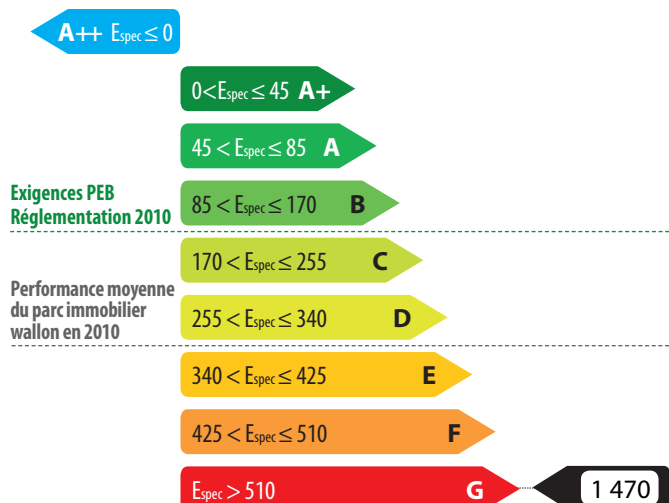 A++ Espec ≤ 0
0<Espec ≤ 45 A+
45 < Espec ≤ 85 A
Exigences PEB
Réglementation 2010
85 < Espec ≤ 170 B
170 < Espec ≤ 255 C
Performance moyenne
du parc immobilier
wallon en 2010
255 < Espec ≤ 340 D
340 < Espec ≤ 425 E
425 < Espec ≤ 510 F
Espec > 510 G
1 470